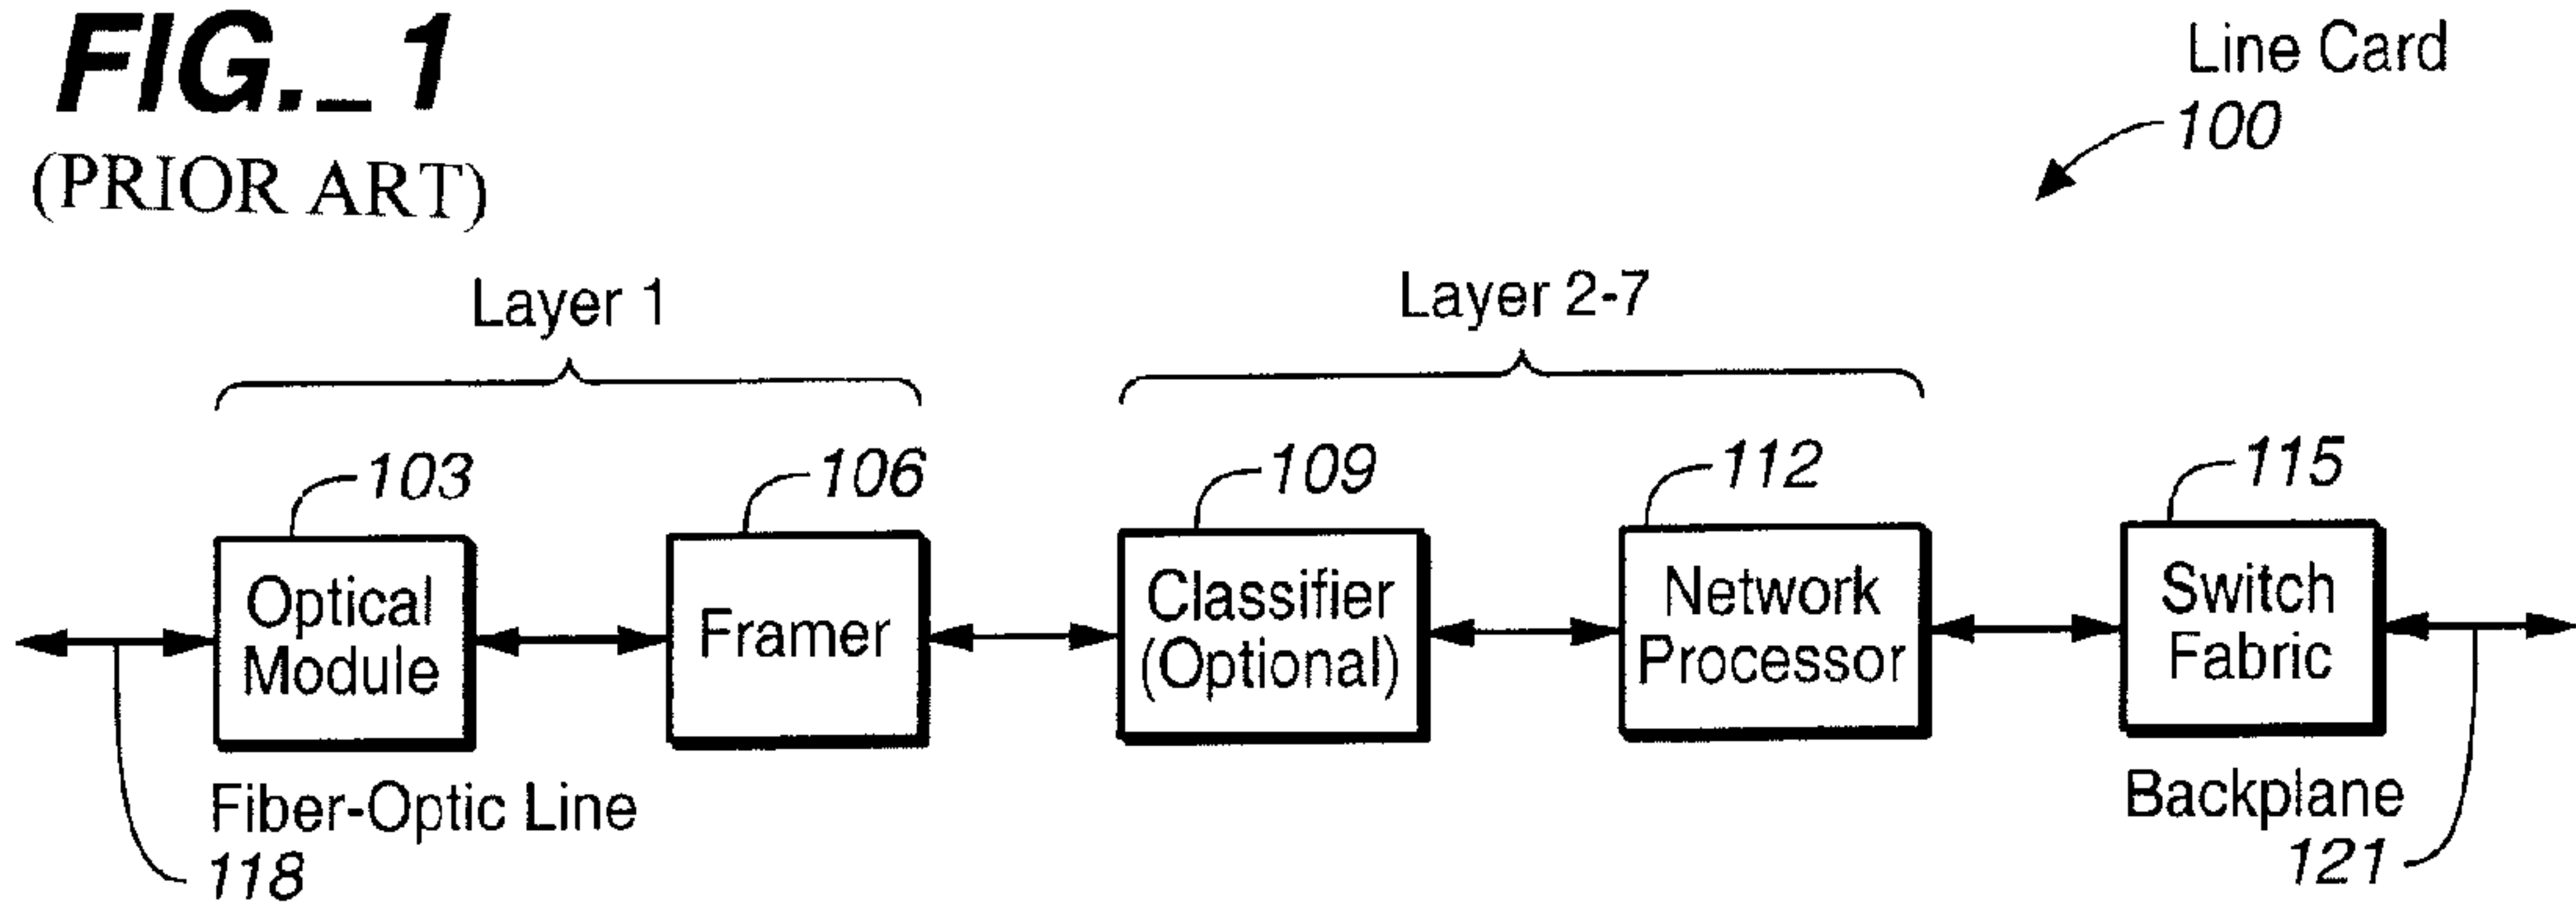 FIG._1
(PRIOR ART)
Line Card
100
Layer 1
Layer 2-7
103
106
109
112
115
Optical
Module
Framer
Classifier
(Optional)
Network
Processor
Switch
Fabric
Fiber-Optic Line
118
Backplane
121